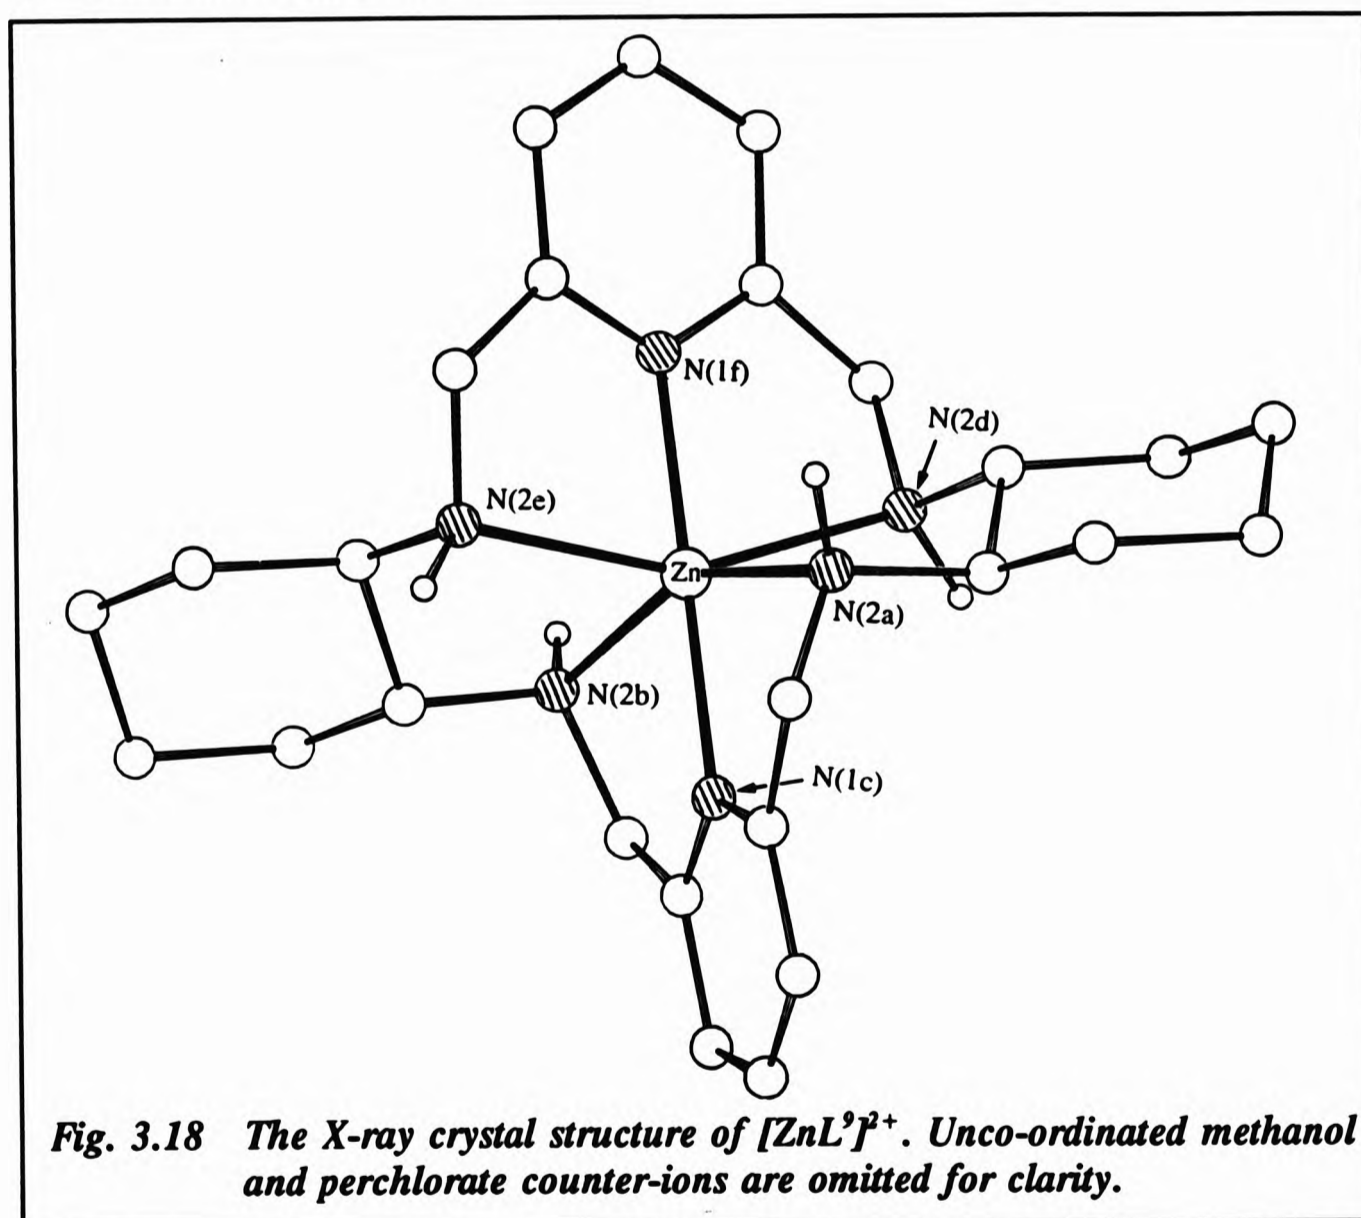 N(1f)
N(2d)
N(2e)
Zn
N(2a)
N(2b)
N(1c)
Fig. 3.18 The X-ray crystal structure of [ZnL⁹]²⁺. Unco-ordinated methanol
and perchlorate counter-ions are omitted for clarity.